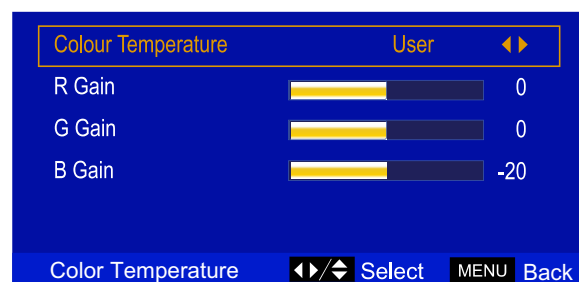 Colour Temperature User
R Gain 0
G Gain 0
B Gain -20
Color Temperature / Select MENU Back